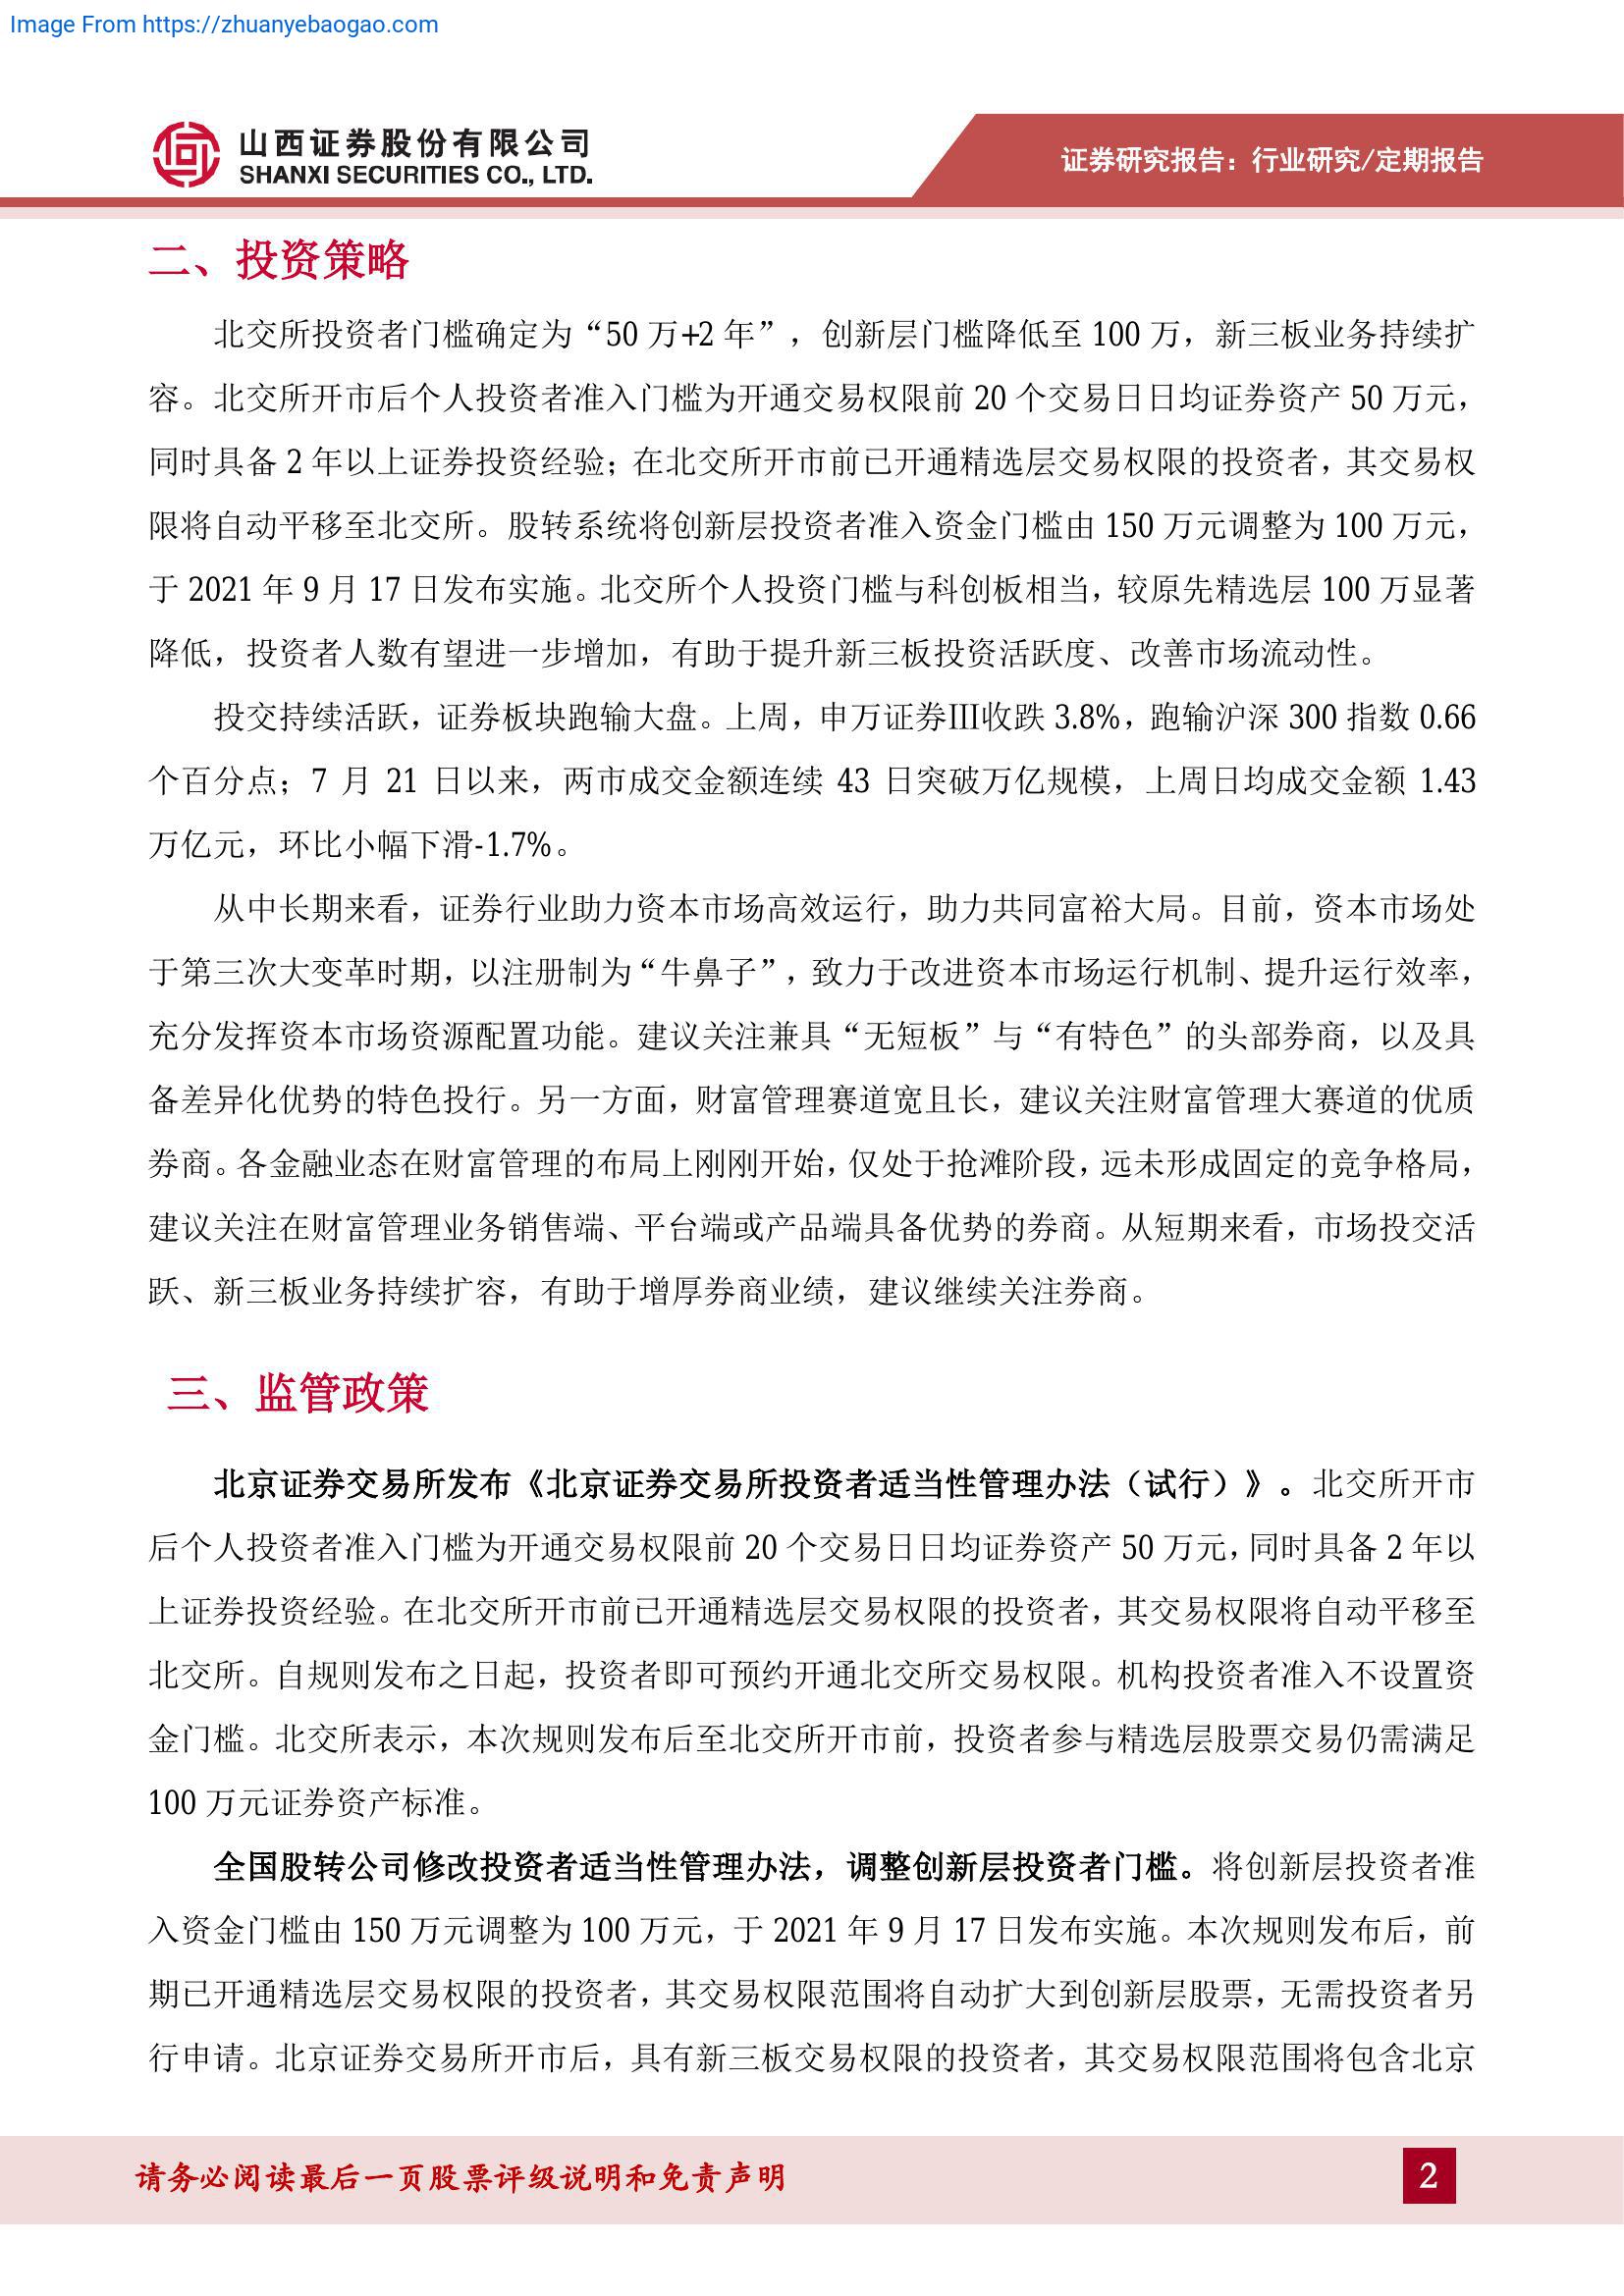 Image From https://zhuanyebaogao.com
山西证券股份有限公司
SHANXI SECURITIES CO., LTD.
证券研究报告：行业研究/定期报告
二、投资策略
北交所投资者门槛确定为“50 万+2 年”，创新层门槛降低至 100 万，新三板业务持续扩
容。北交所开市后个人投资者准入门槛为开通交易权限前 20 个交易日日均证券资产 50 万元，
同时具备 2 年以上证券投资经验；在北交所开市前已开通精选层交易权限的投资者，其交易权
限将自动平移至北交所。股转系统将创新层投资者准入资金门槛由 150 万元调整为 100 万元，
于 2021 年 9 月 17 日发布实施。北交所个人投资门槛与科创板相当，较原先精选层 100 万显著
降低，投资者人数有望进一步增加，有助于提升新三板投资活跃度、改善市场流动性。
投交持续活跃，证券板块跑输大盘。上周，申万证券Ⅲ收跌 3.8%，跑输沪深 300 指数 0.66
个百分点；7 月 21 日以来，两市成交金额连续 43 日突破万亿规模，上周日均成交金额 1.43
万亿元，环比小幅下滑-1.7%。
从中长期来看，证券行业助力资本市场高效运行，助力共同富裕大局。目前，资本市场处
于第三次大变革时期，以注册制为“牛鼻子”，致力于改进资本市场运行机制、提升运行效率，
充分发挥资本市场资源配置功能。建议关注兼具“无短板”与“有特色”的头部券商，以及具
备差异化优势的特色投行。另一方面，财富管理赛道宽且长，建议关注财富管理大赛道的优质
券商。各金融业态在财富管理的布局上刚刚开始，仅处于抢滩阶段，远未形成固定的竞争格局，
建议关注在财富管理业务销售端、平台端或产品端具备优势的券商。从短期来看，市场投交活
跃、新三板业务持续扩容，有助于增厚券商业绩，建议继续关注券商。
三、监管政策
北京证券交易所发布《北京证券交易所投资者适当性管理办法（试行）》。北交所开市
后个人投资者准入门槛为开通交易权限前 20 个交易日日均证券资产 50 万元，同时具备 2 年以
上证券投资经验。在北交所开市前已开通精选层交易权限的投资者，其交易权限将自动平移至
北交所。自规则发布之日起，投资者即可预约开通北交所交易权限。机构投资者准入不设置资
金门槛。北交所表示，本次规则发布后至北交所开市前，投资者参与精选层股票交易仍需满足
100 万元证券资产标准。
全国股转公司修改投资者适当性管理办法，调整创新层投资者门槛。将创新层投资者准
入资金门槛由 150 万元调整为 100 万元，于 2021 年 9 月 17 日发布实施。本次规则发布后，前
期已开通精选层交易权限的投资者，其交易权限范围将自动扩大到创新层股票，无需投资者另
行申请。北京证券交易所开市后，具有新三板交易权限的投资者，其交易权限范围将包含北京
请务必阅读最后一页股票评级说明和免责声明
2